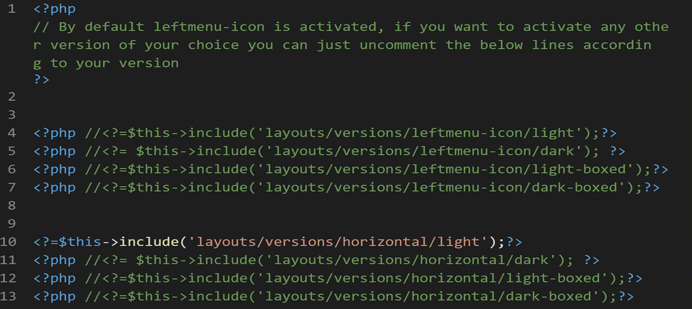 1 <?php
// By default leftmenu-icon is activated, if you want to activate any othe
r version of your choice you can just uncomment the below lines accordin
g to your version
?>
2
3
4 <?php //<?=$this->include('layouts/versions/leftmenu-icon/light');?>
5 <?php //<?= $this->include('layouts/versions/leftmenu-icon/dark'); ?>
6 <?php //<?=$this->include('layouts/versions/leftmenu-icon/light-boxed');?>
7 <?php //<?=$this->include('layouts/versions/leftmenu-icon/dark-boxed');?>
8
9
10 <?=$this->include('layouts/versions/horizontal/light');?>
11 <?php //<?= $this->include('layouts/versions/horizontal/dark'); ?>
12 <?php //<?=$this->include('layouts/versions/horizontal/light-boxed');?>
13 <?php //<?=$this->include('layouts/versions/horizontal/dark-boxed');?>